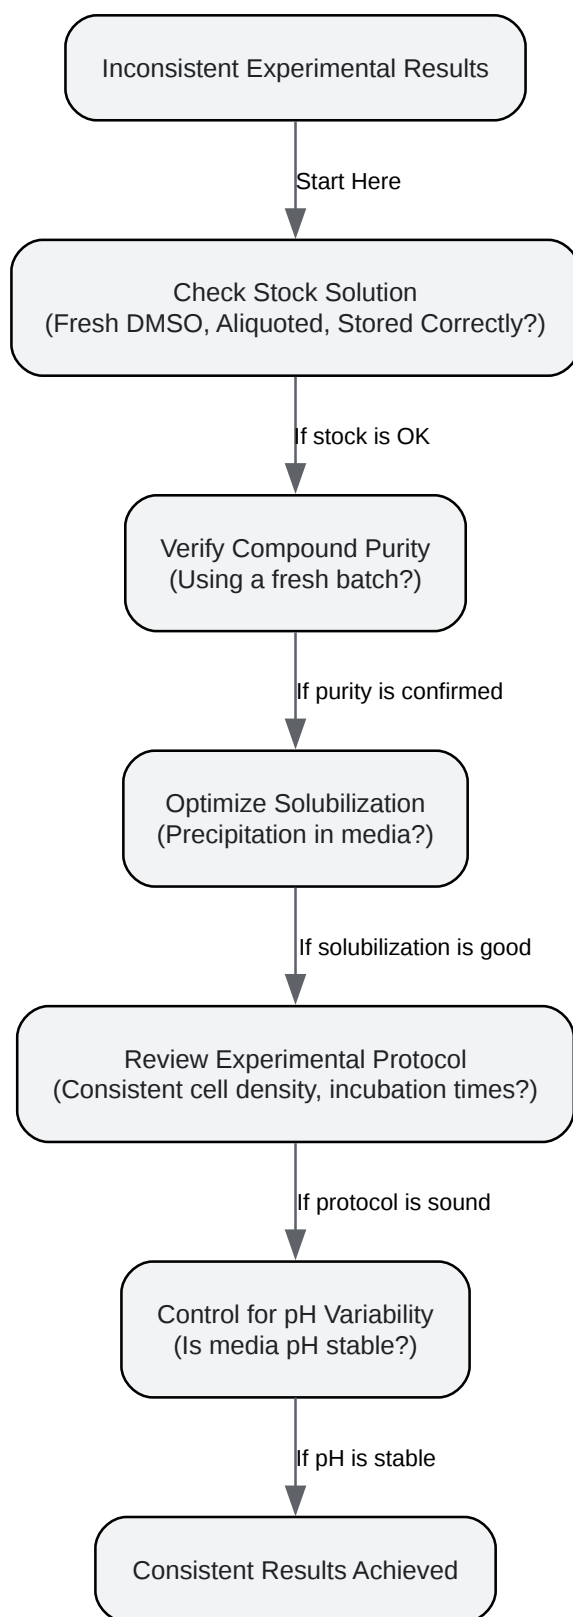 Inconsistent Experimental Results
Start Here
Check Stock Solution
(Fresh DMSO, Aliquoted, Stored Correctly?)
If stock is OK
Verify Compound Purity
(Using a fresh batch?)
If purity is confirmed
Optimize Solubilization
(Precipitation in media?)
If solubilization is good
Review Experimental Protocol
(Consistent cell density, incubation times?)
If protocol is sound
Control for pH Variability
(Is media pH stable?)
If pH is stable
Consistent Results Achieved